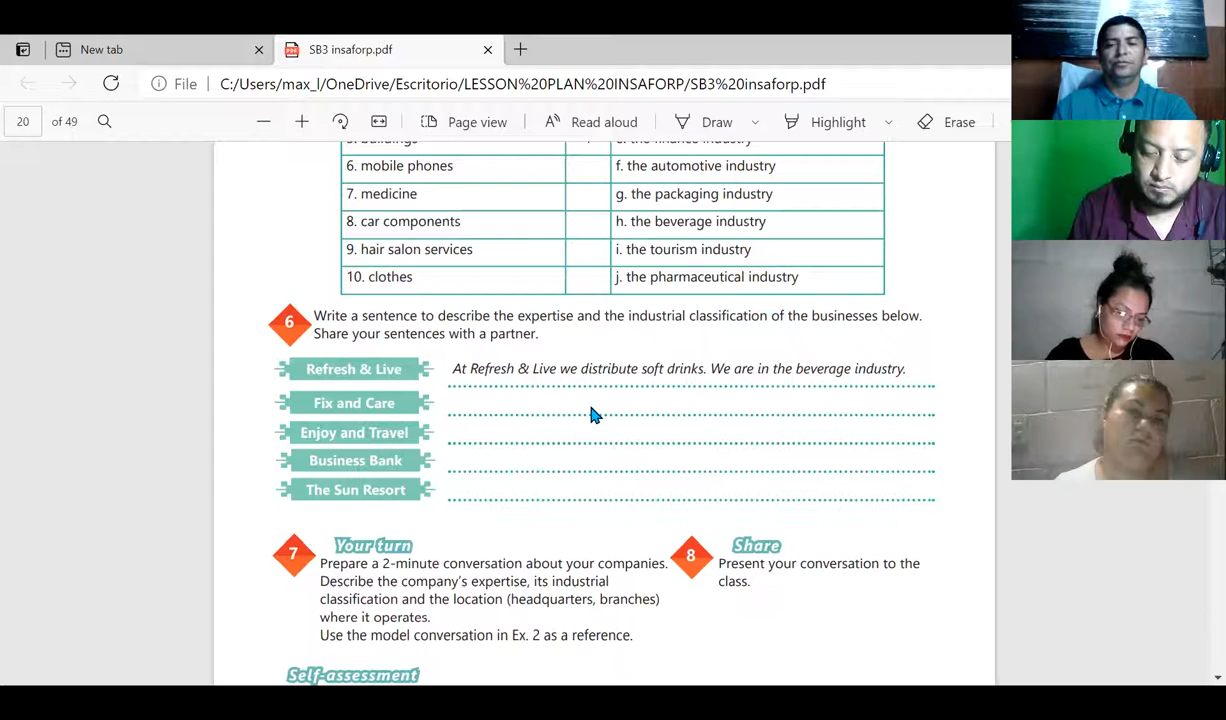 New tab
SB3 insaforp.pdf
File C:/Users/max_l/OneDrive/Escritorio/LESSON%20PLAN%20INSAFORP/SB3%20insaforp.pdf
20 of 49 Page view Read aloud Draw Highlight Erase
6. mobile phones f. the automotive industry
7. medicine g. the packaging industry
8. car components h. the beverage industry
9. hair salon services i. the tourism industry
10. clothes j. the pharmaceutical industry
6 Write a sentence to describe the expertise and the industrial classification of the businesses below.
Share your sentences with a partner.
Refresh & Live At Refresh & Live we distribute soft drinks. We are in the beverage industry.
Fix and Care
Enjoy and Travel
Business Bank
The Sun Resort
7 Your turn
Prepare a 2-minute conversation about your companies.
Describe the company's expertise, its industrial
classification and the location (headquarters, branches)
where it operates.
Use the model conversation in Ex. 2 as a reference.
8 Share
Present your conversation to the
class.
Self-assessment